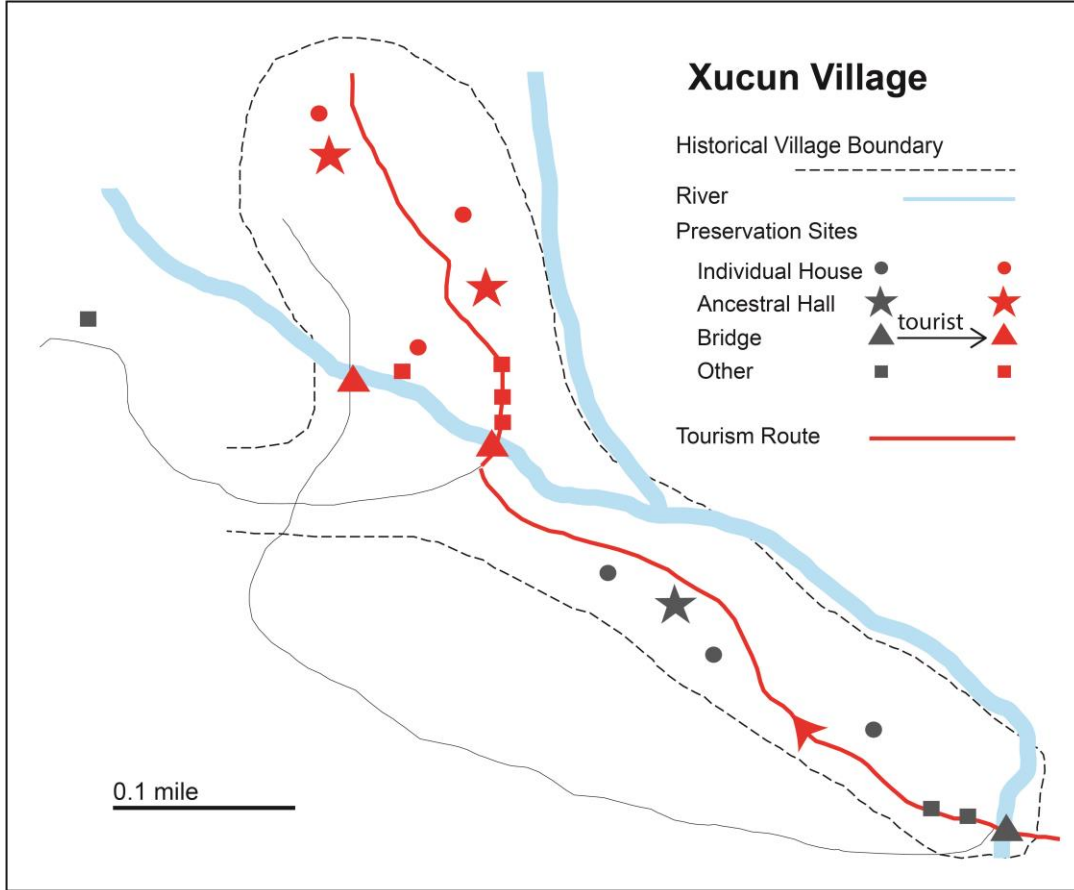 Xucun Village
Historical Village Boundary
River
Preservation Sites
Individual House
Ancestral Hall
tourist
Bridge
Other
Tourism Route
0.1 mile